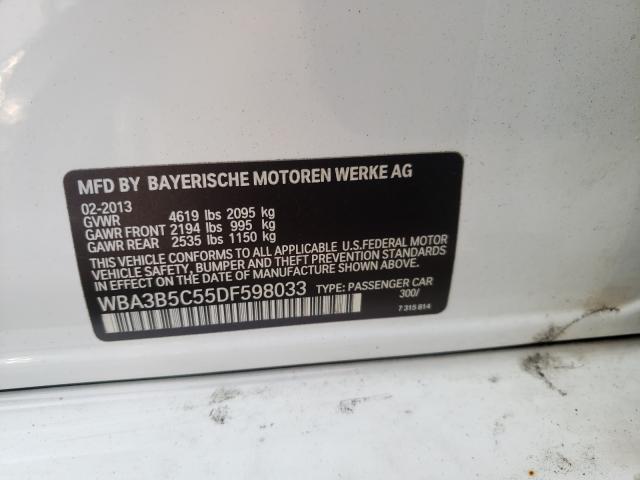 MFD BY BAYERISCHE MOTOREN WERKE AG
02-2013
GVWR 4619 lbs 2095 kg
GAWR FRONT 2194 lbs 995 kg
GAWR REAR 2535 lbs 1150 kg
THIS VEHICLE CONFORMS TO ALL APPLICABLE U.S.FEDERAL MOTOR
VEHICLE SAFETY, BUMPER AND THEFT PREVENTION STANDARDS
IN EFFECT ON THE DATE OF MANUFACTURE SHOWN ABOVE.
WBA3B5C55DF598033 TYPE: PASSENGER CAR
300/
7 315 814